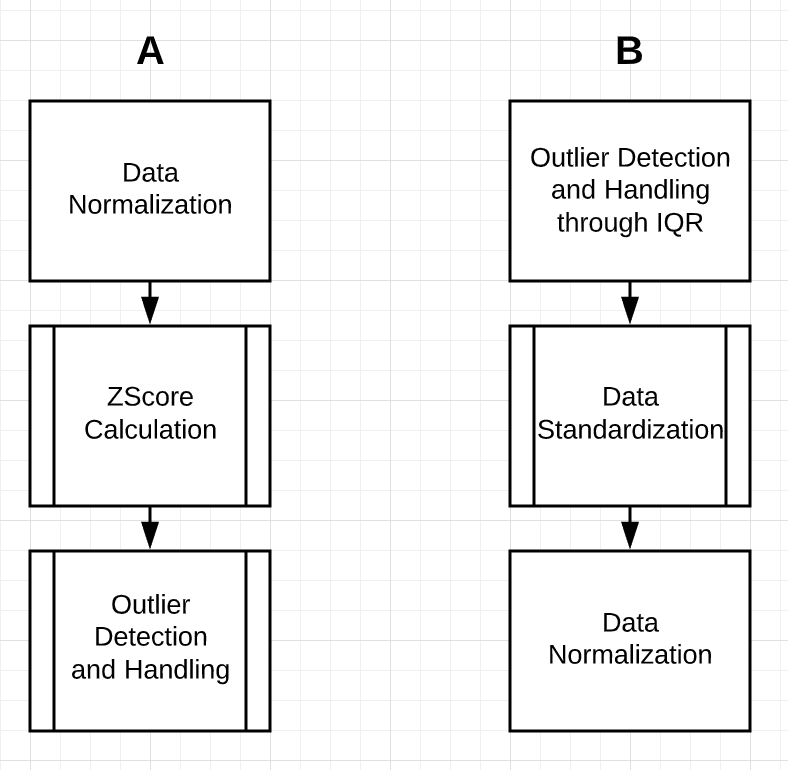 A
Data
Normalization
ZScore
Calculation
Outlier
Detection
and Handling
B
Outlier Detection
and Handling
through IQR
Data
Standardization
Data
Normalization